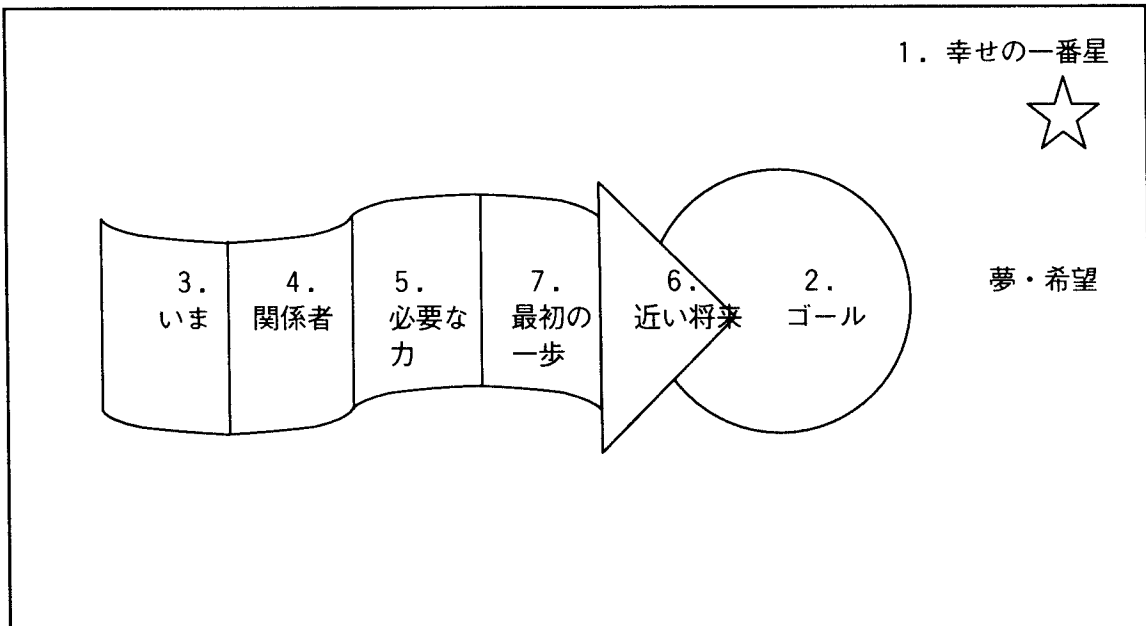 1. 幸せの一番星
3.
いま
4.
関係者
5.
必要な
力
7.
最初の
一歩
6.
近い将来
2.
ゴール
夢・希望